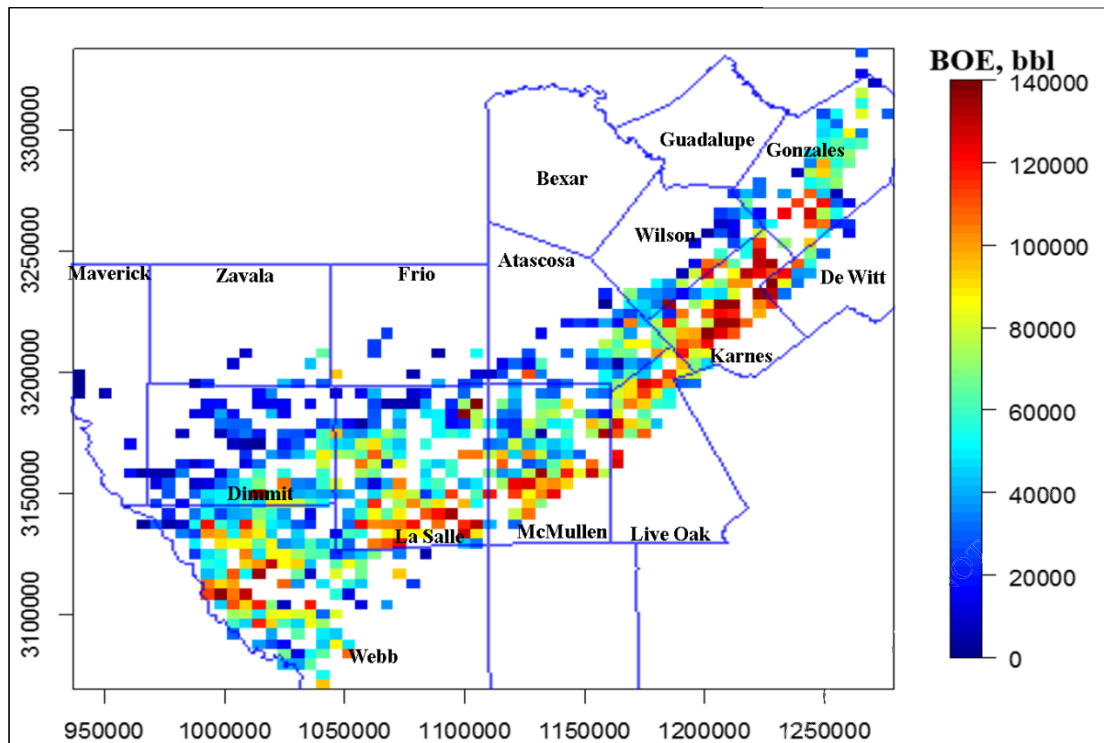 BOE, bbl
140000
120000
100000
80000
60000
40000
20000
0
3300000
3250000
3200000
3150000
3100000
Guadalupe
Gonzales
Bexar
Wilson
Maverick
Zavala
Frio
Atascosa
De Witt
Karnes
Dimmit
La Salle
McMullen
Live Oak
Webb
950000
1000000
1050000
1100000
1150000
1200000
1250000